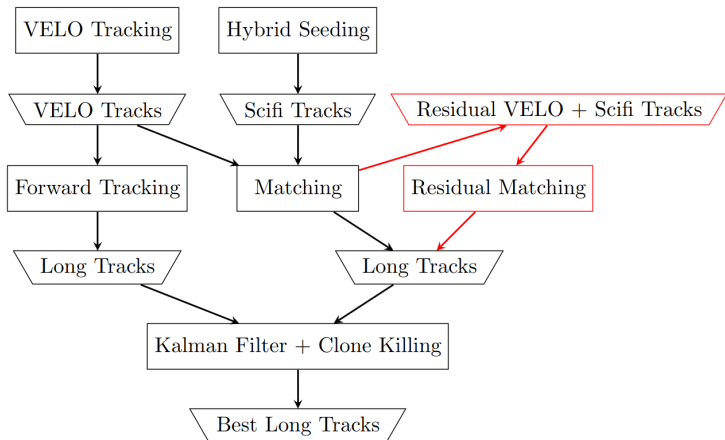 VELO Tracking
Hybrid Seeding
VELO Tracks
Scifi Tracks
Residual VELO + Scifi Tracks
Forward Tracking
Matching
Residual Matching
Long Tracks
Long Tracks
Kalman Filter + Clone Killing
Best Long Tracks